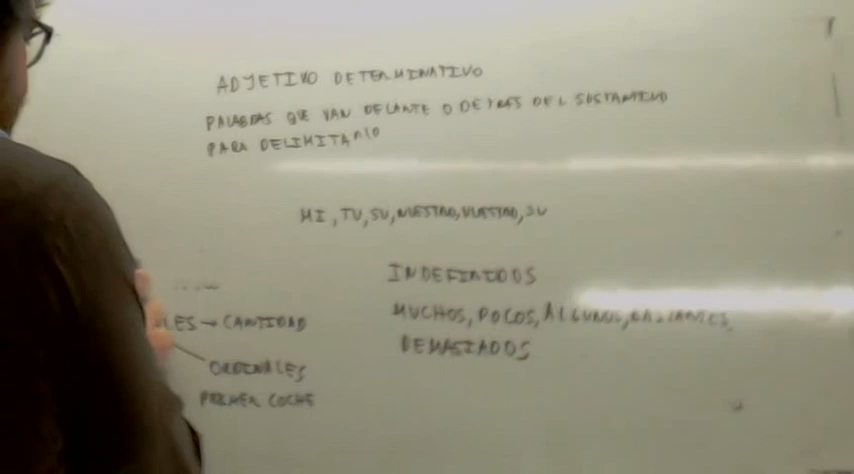 ADJETIVO DETERMINATIVO
PALABRAS QUE VAN DELANTE O DETRAS DEL SUSTANTIVO
PARA DELIMITARLO
MI, TU, SU, NUESTRO, VUESTRO, SU
INDEFINIDOS
MUCHOS, POCOS, ALGUNOS, BASTANTES,
DEMASIADOS
LES → CANTIDAD
ORDINALES
PRIMER COCHE